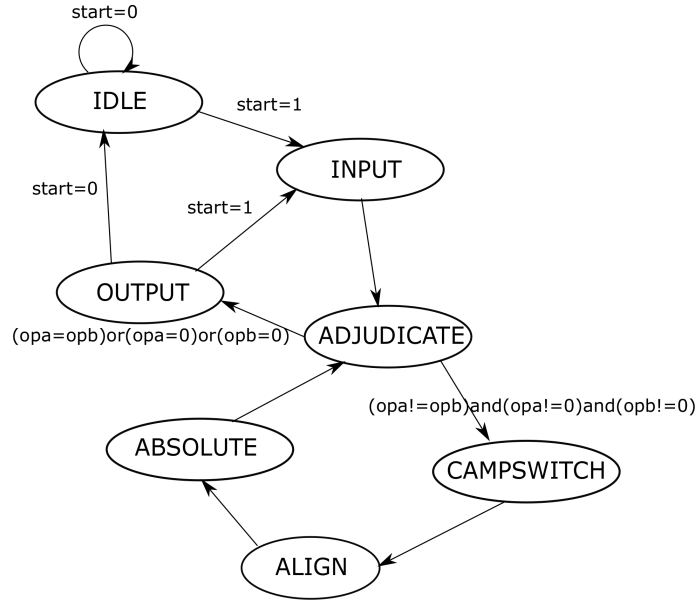 start=0
IDLE
start=1
INPUT
start=0
start=1
OUTPUT
(opa=opb)or(opa=0)or(opb=0)
ADJUDICATE
(opa!=opb)and(opa!=0)and(opb!=0)
ABSOLUTE
CAMPSWITCH
ALIGN